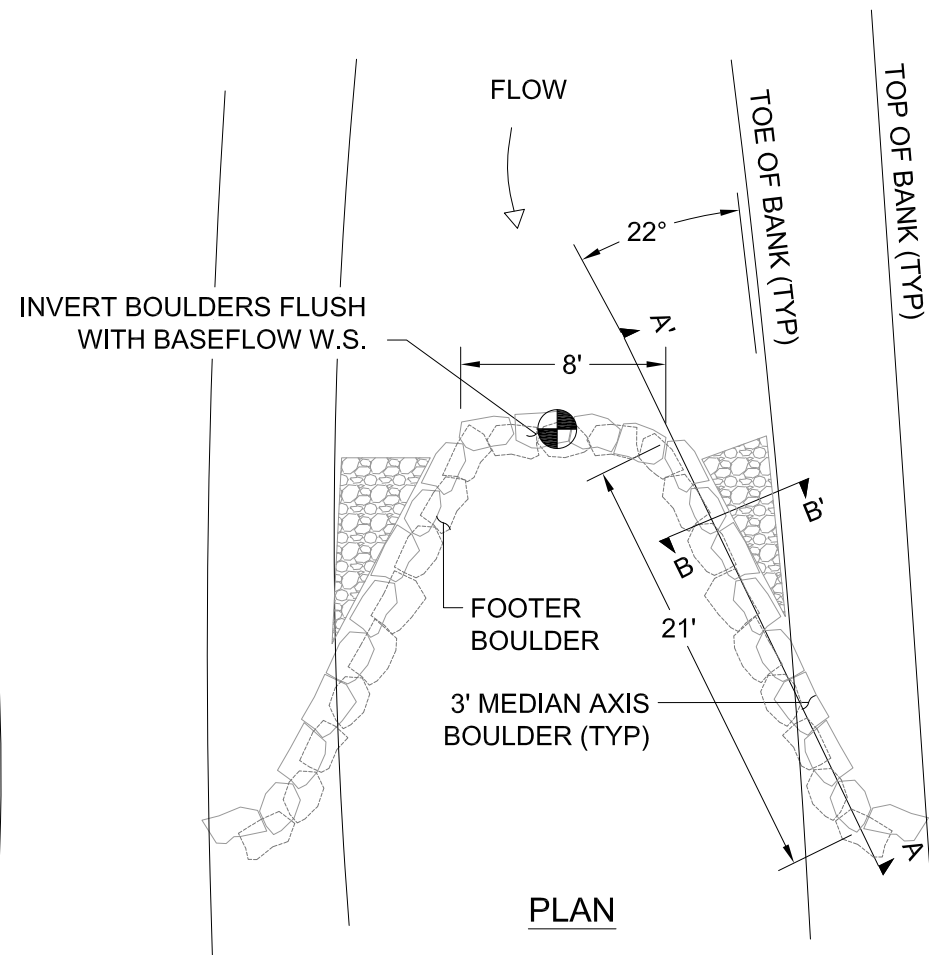 FLOW
TOE OF BANK (TYP)
TOP OF BANK (TYP)
22°
INVERT BOULDERS FLUSH
WITH BASEFLOW W.S.
A'
8'
B'
B
FOOTER
BOULDER
21'
3' MEDIAN AXIS
BOULDER (TYP)
A
PLAN